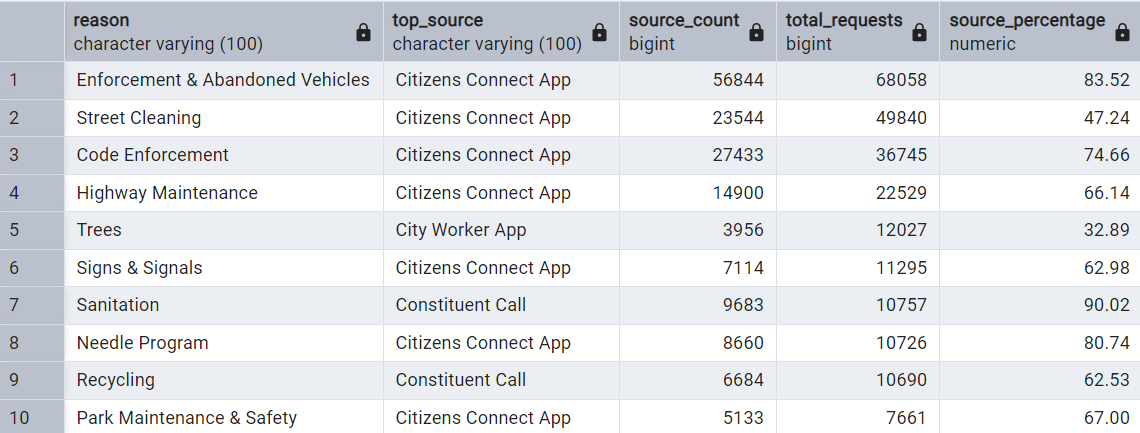 reason top_source source_count total_requests source_percentage
character varying (100) character varying (100) bigint bigint numeric
1 Enforcement & Abandoned Vehicles Citizens Connect App 56844 68058 83.52
2 Street Cleaning Citizens Connect App 23544 49840 47.24
3 Code Enforcement Citizens Connect App 27433 36745 74.66
4 Highway Maintenance Citizens Connect App 14900 22529 66.14
5 Trees City Worker App 3956 12027 32.89
6 Signs & Signals Citizens Connect App 7114 11295 62.98
7 Sanitation Constituent Call 9683 10757 90.02
8 Needle Program Citizens Connect App 8660 10726 80.74
9 Recycling Constituent Call 6684 10690 62.53
10 Park Maintenance & Safety Citizens Connect App 5133 7661 67.00